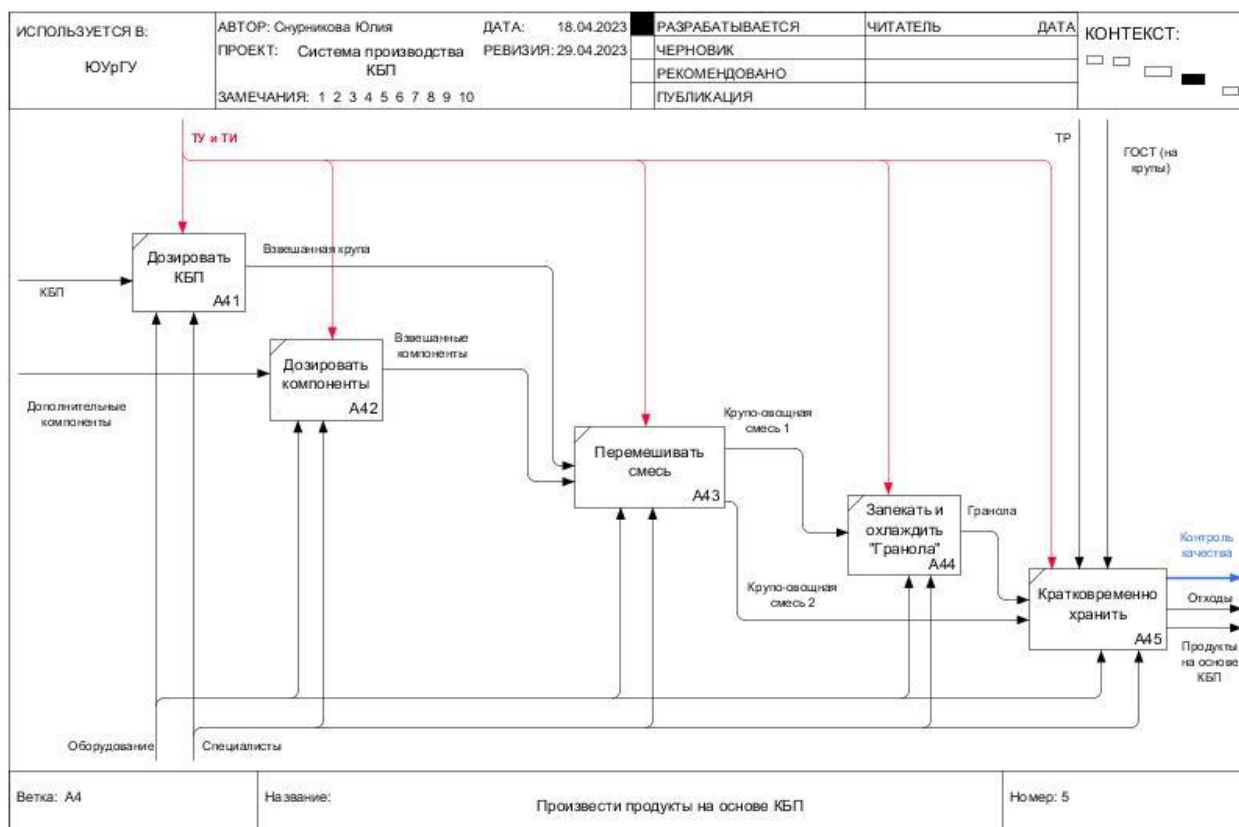 ИСПОЛЬЗУЕТСЯ В:
ЮУрГУ
АВТОР: Снурникова Юлия
ДАТА: 18.04.2023
ПРОЕКТ: Система производства
КБП
РЕВИЗИЯ: 29.04.2023
ЗАМЕЧАНИЯ: 1 2 3 4 5 6 7 8 9 10
РАЗРАБАТЫВАЕТСЯ
ЧЕРНОВИК
РЕКОМЕНДОВАНО
ПУБЛИКАЦИЯ
ЧИТАТЕЛЬ
ДАТА
КОНТЕКСТ:
ТУ и ТИ
ТР
ГОСТ (на
крупы)
КБП
Дозировать
КБП
А41
Взвешанная крупа
Дополнительные
компоненты
Дозировать
компоненты
А42
Взвешанные
компоненты
Перемешивать
смесь
А43
Крупо-овощная
смесь 1
Крупо-овощная
смесь 2
Запекать и
охлаждить
"Гранола"
А44
Гранола
Кратковременно
хранить
А45
Контроль
качества
Отходы
Продукты
на основе
КБП
Оборудование
Специалисты
Ветка: А4
Название:
Произвести продукты на основе КБП
Номер: 5